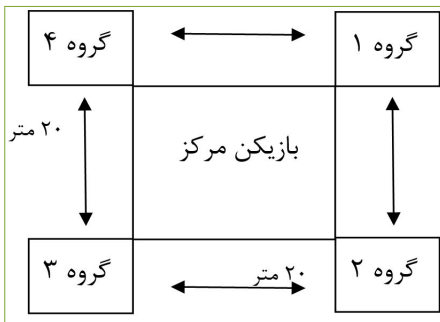 گروه ۱
گروه ۴
۲۰ متر
بازیکن مرکز
گروه ۲
گروه ۳
۲۰ متر